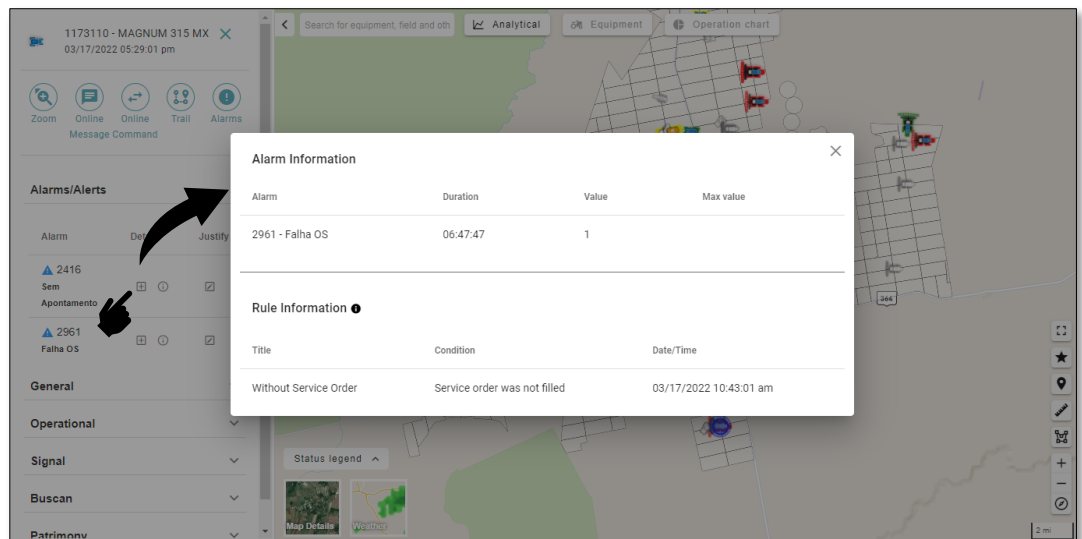 1173110 - MAGNUM 315 MX
03/17/2022 05:29:01 pm
Zoom
Online Message
Online Command
Trail
Alarms
Alarms/Alerts
Alarm Justify
2416
Sem
Apontamento
2961
Falha OS
General
Operational
Signal
Buscan
Patrimony
Search for equipment, field and oth
Analytical
Equipment
Operation chart
Alarm Information
Alarm Duration Value Max value
2961 - Falha OS 06:47:47 1
Rule Information
Title Condition Date/Time
Without Service Order Service order was not filled 03/17/2022 10:43:01 am
366
Status legend
Map Details
Weather
2 mi